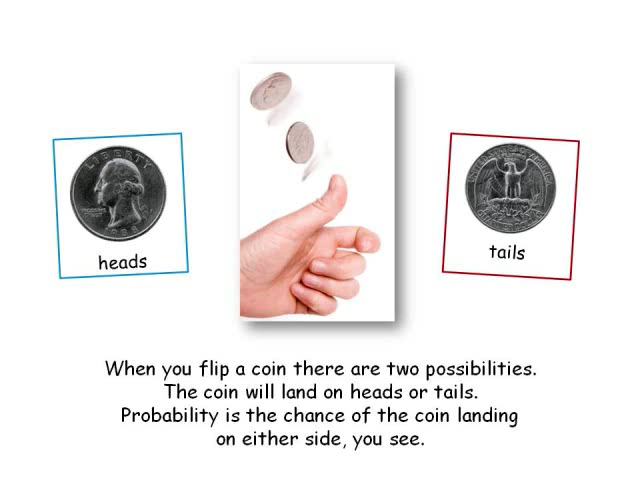 LIBERTY
heads
tails
When you flip a coin there are two possibilities.
The coin will land on heads or tails.
Probability is the chance of the coin landing
on either side, you see.